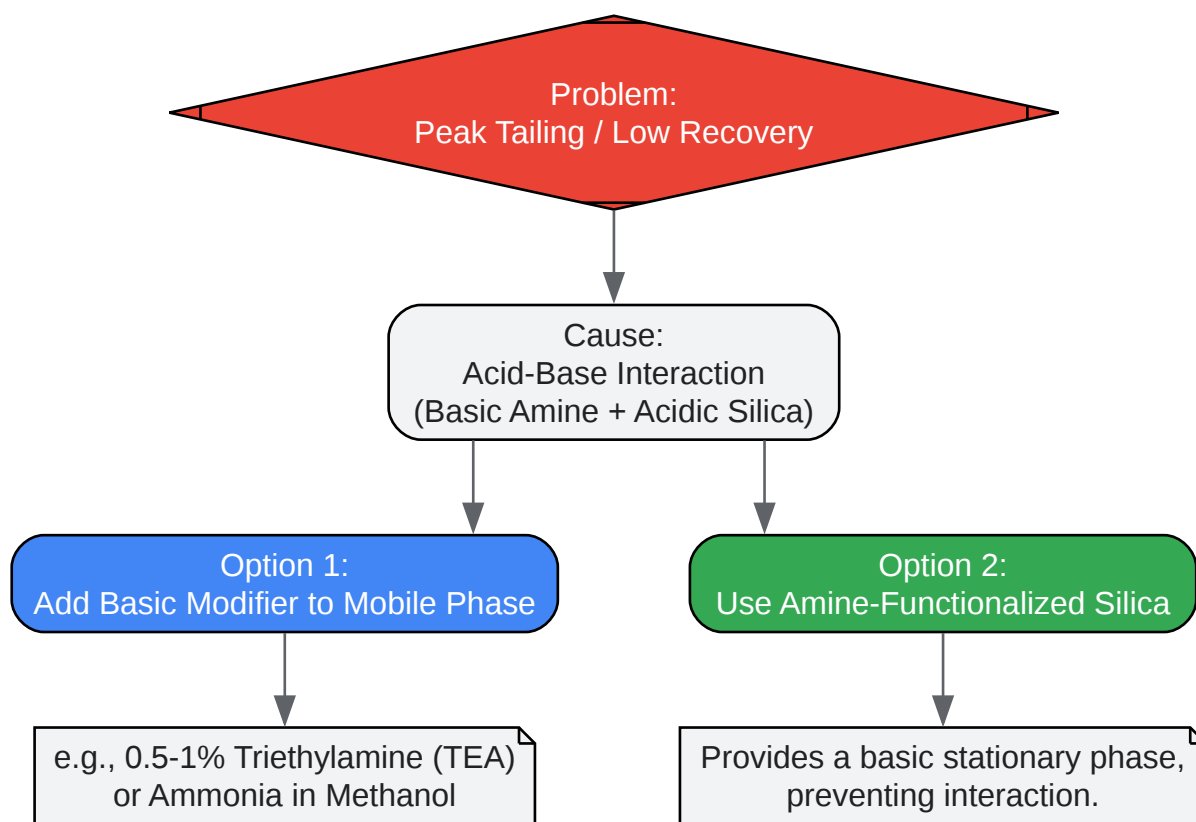 Problem:
Peak Tailing / Low Recovery
Cause:
Acid-Base Interaction
(Basic Amine + Acidic Silica)
Option 1:
Add Basic Modifier to Mobile Phase
Option 2:
Use Amine-Functionalized Silica
e.g., 0.5-1% Triethylamine (TEA)
or Ammonia in Methanol
Provides a basic stationary phase,
preventing interaction.